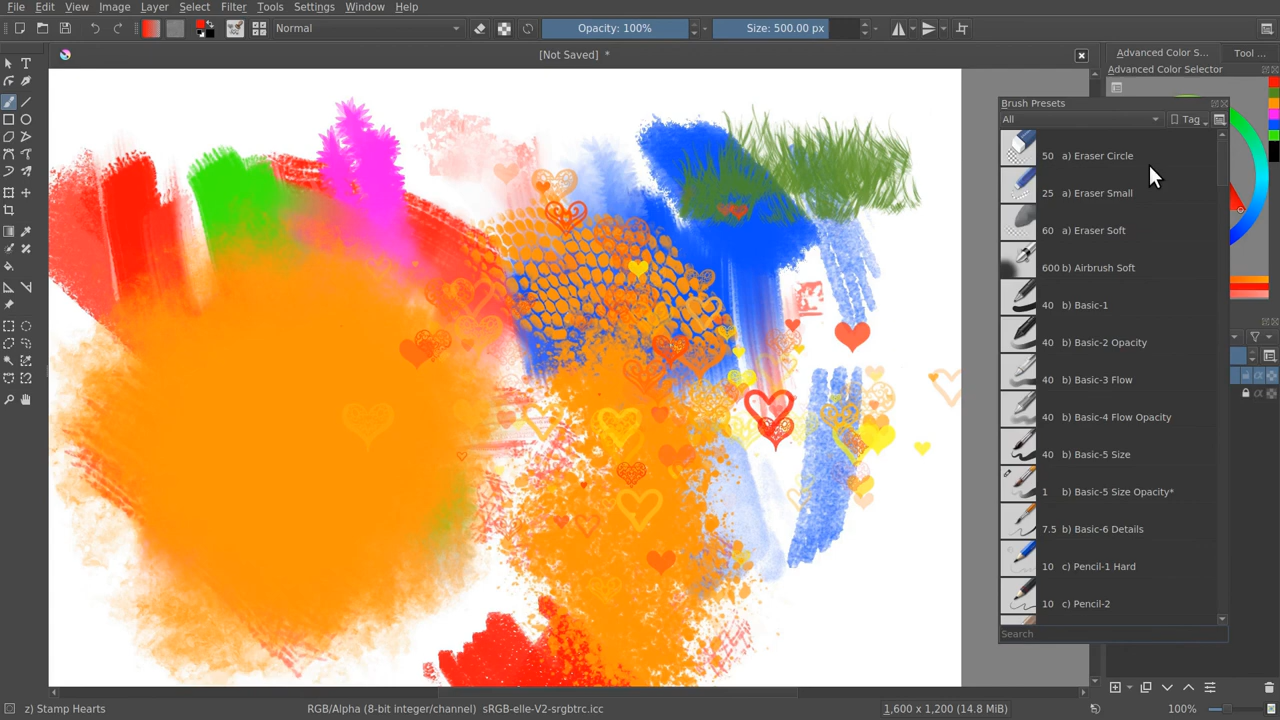 File Edit View Image Layer Select Filter Tools Settings Window Help
Normal Opacity: 100% Size: 500.00 px
[Not Saved] *
Advanced Color S... Tool ...
Advanced Color Selector
Brush Presets
All Tag
50 a) Eraser Circle
25 a) Eraser Small
60 a) Eraser Soft
600 b) Airbrush Soft
40 b) Basic-1
40 b) Basic-2 Opacity
40 b) Basic-3 Flow
40 b) Basic-4 Flow Opacity
40 b) Basic-5 Size
1 b) Basic-5 Size Opacity*
7.5 b) Basic-6 Details
10 c) Pencil-1 Hard
10 c) Pencil-2
Search
z) Stamp Hearts RGB/Alpha (8-bit integer/channel) sRGB-elle-V2-srgbtrc.icc 1,600 x 1,200 (14.8 MiB) 100%